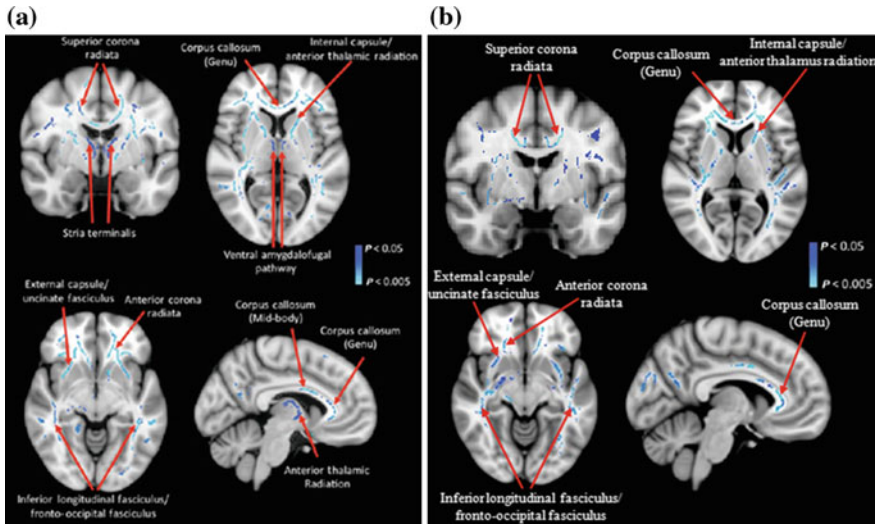 (a)
Superior corona
radiata
Corpus callosum
(Genu)
Internal capsule/
anterior thalamic radiation
Stria terminalis
Ventral amygdalofugal
pathway
P < 0.05
P < 0.005
External capsule/
uncinate fasciculus
Anterior corona
radiata
Corpus callosum
(Mid-body)
Corpus callosum
(Genu)
Anterior thalamic
Radiation
Inferior longitudinal fasciculus/
fronto-occipital fasciculus
(b)
Superior corona
radiata
Corpus callosum
(Genu)
Internal capsule/
anterior thalamus radiation
P < 0.05
P < 0.005
External capsule/
uncinate fasciculus
Anterior corona
radiata
Corpus callosum
(Genu)
Inferior longitudinal fasciculus/
fronto-occipital fasciculus